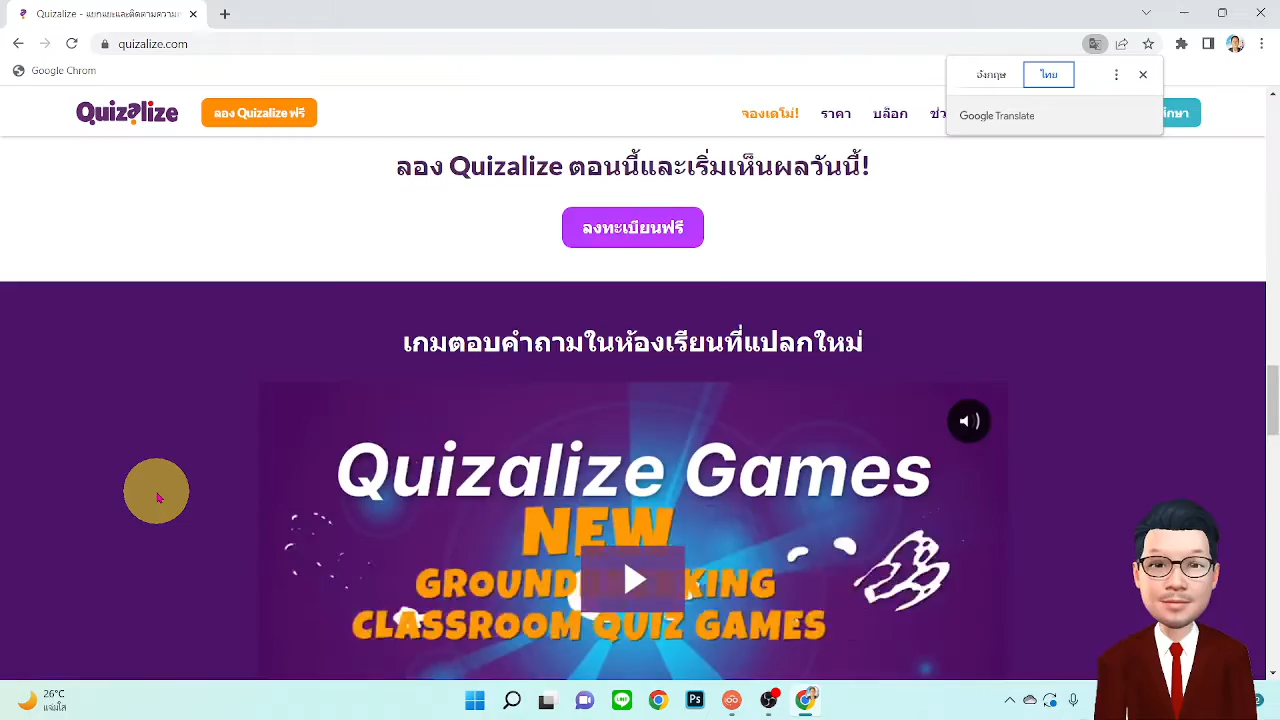 Quizalize - แยกแยะและติดตามความ
quizalize.com
Google Chrom
อังกฤษ
ไทย
Google Translate
Quizalize
ลอง Quizalize ฟรี
จองเดโม่!
ราคา
บล็อก
ลอง Quizalize ตอนนี้และเริ่มเห็นผลวันนี้!
ลงทะเบียนฟรี
เกมตอบคำถามในห้องเรียนที่แปลกใหม่
Quizalize Games
NEW
CLASSROOM QUIZ GAMES
26°C
Ps